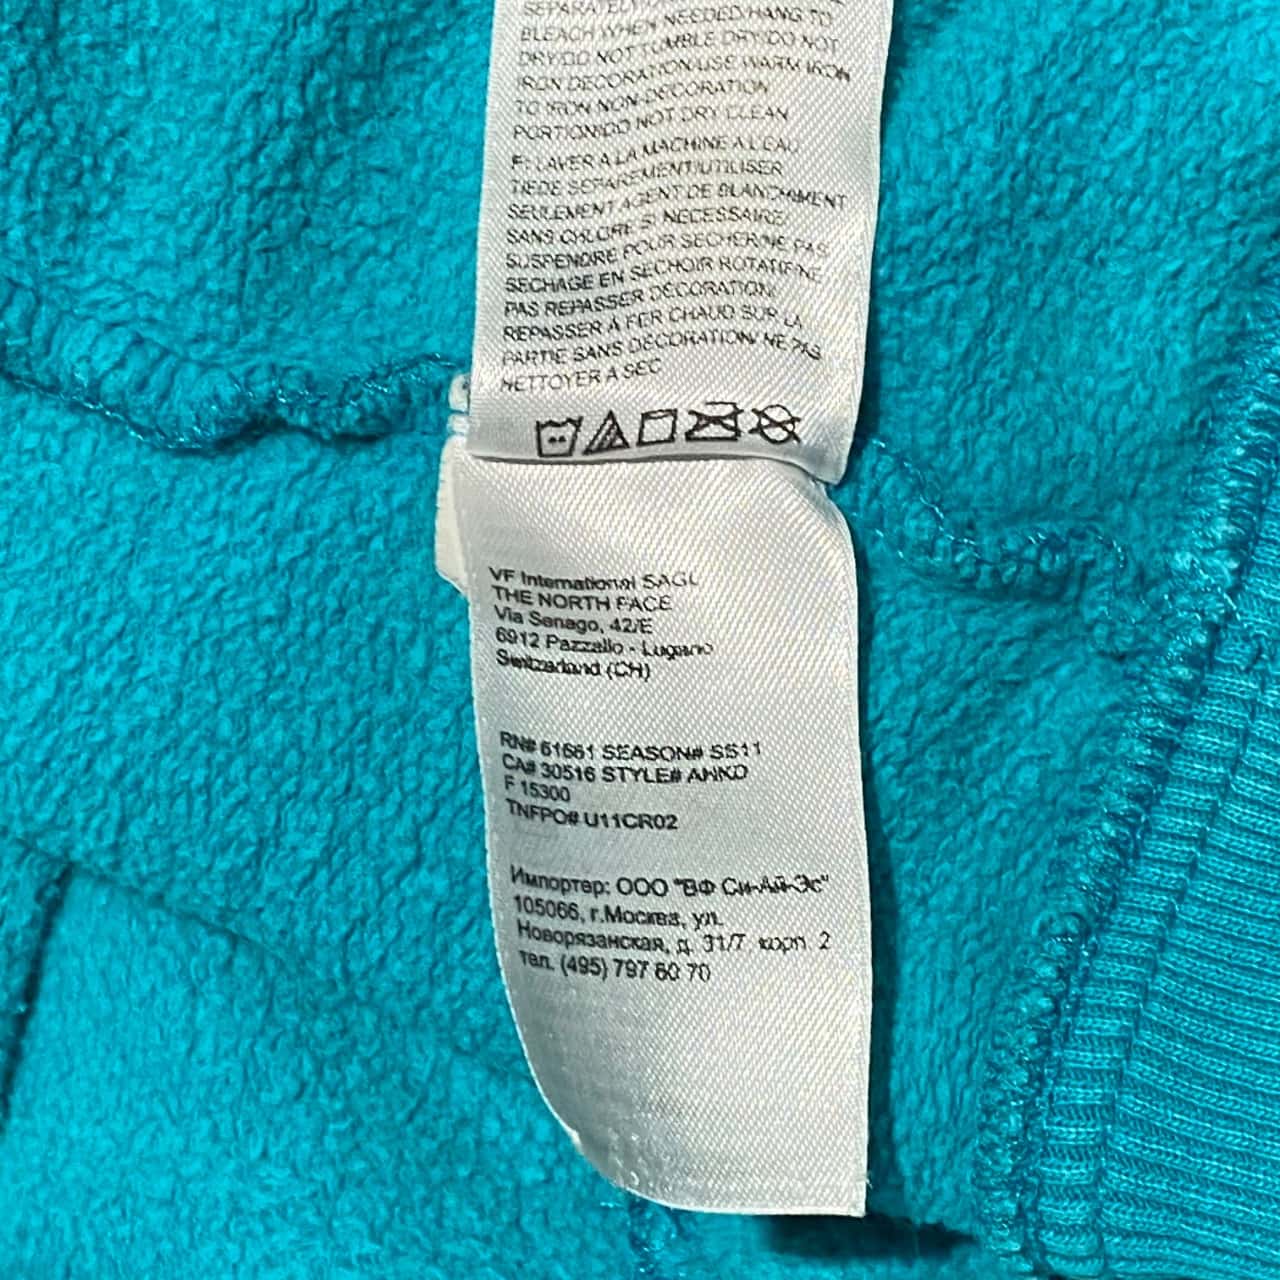 SEPARATELY/
BLEACH WHEN NEEDED/HANG TO
DRY/DO NOT TUMBLE DRY/DO NOT
IRON DECORATION/USE WARM IRON
TO IRON NON-DECORATION
PORTION/DO NOT DRY CLEAN
F: LAVER A LA MACHINE A L'EAU
TIEDE SEPAREMENT/UTILISER
SEULEMENT AGENT DE BLANCHIMENT
SANS CHLORE SI NECESSAIRE/
SUSPENDRE POUR SECHER/NE PAS
SECHAGE EN SECHOIR ROTATIF/NE
PAS REPASSER DECORATION/
REPASSER A FER CHAUD SUR LA
PARTIE SANS DECORATION/ NE PAS
NETTOYER A SEC
VF International SAGL
THE NORTH FACE
Via Senago, 42/E
6912 Pazzallo - Lugano
Switzerland (CH)
RN# 61661 SEASON# SS11
CA# 30516 STYLE# AHKD
F 15300
TNFPO# U11CR02
Импортер: ООО "ВФ Си-Ай-Эс"
105066, г.Москва, ул.
Новорязанская, д. 31/7 корп. 2
тел. (495) 797 60 70